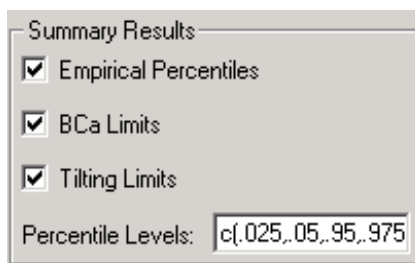 Summary Results
Empirical Percentiles
BCa Limits
Tilting Limits
Percentile Levels: c(.025,.05,.95,.975